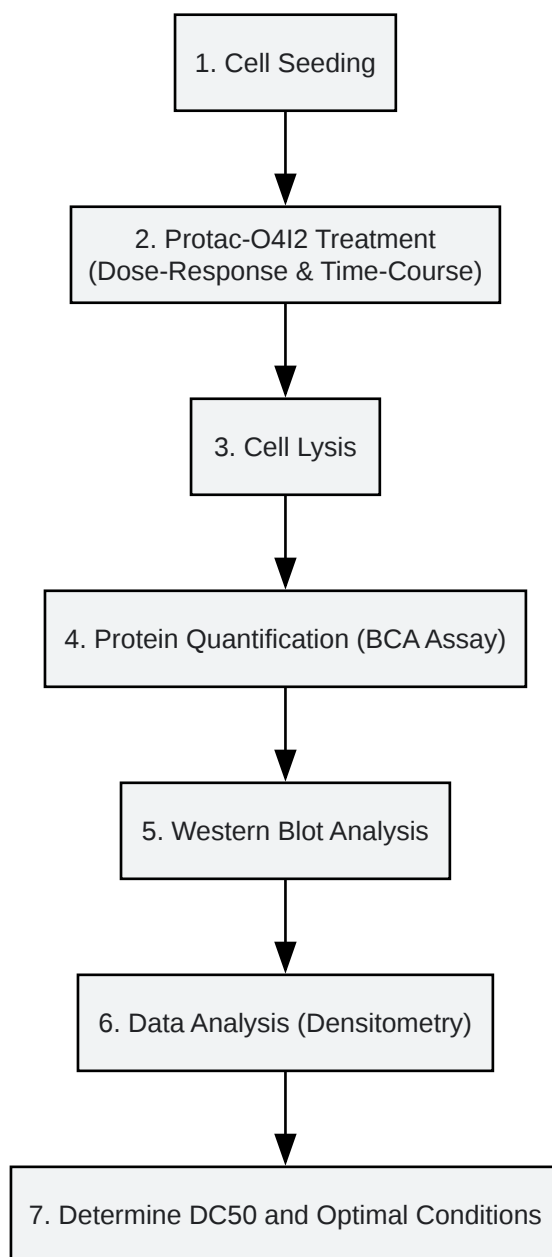 1. Cell Seeding
2. Protac-O4I2 Treatment
(Dose-Response & Time-Course)
3. Cell Lysis
4. Protein Quantification (BCA Assay)
5. Western Blot Analysis
6. Data Analysis (Densitometry)
7. Determine DC50 and Optimal Conditions